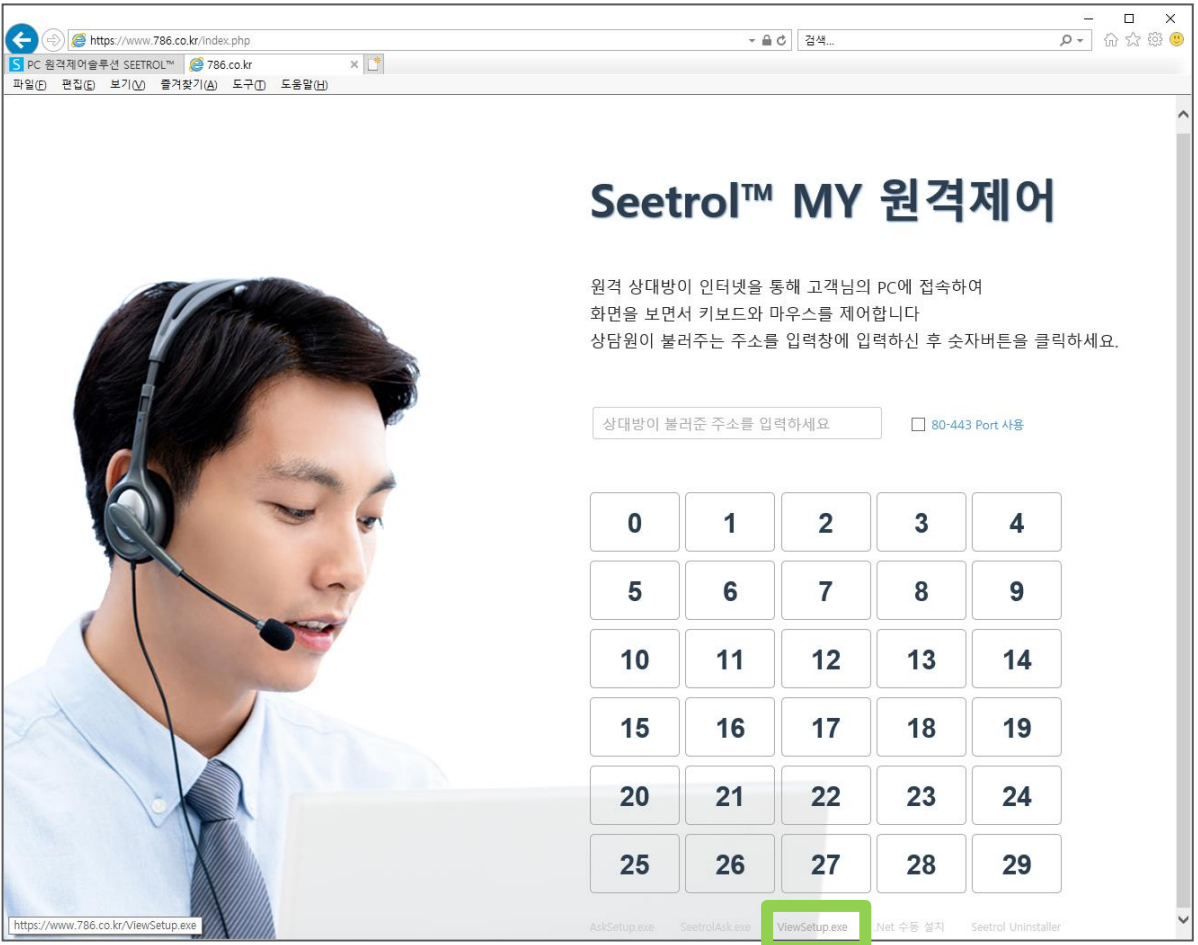 https://www.786.co.kr/index.php
검색...
PC 원격제어솔루션 SEETROL™
786.co.kr
파일(F) 편집(E) 보기(V) 즐겨찾기(A) 도구(T) 도움말(H)
Seetrol™ MY 원격제어
원격 상대방이 인터넷을 통해 고객님의 PC에 접속하여
화면을 보면서 키보드와 마우스를 제어합니다
상담원이 불러주는 주소를 입력창에 입력하신 후 숫자버튼을 클릭하세요.
상대방이 불러준 주소를 입력하세요
80-443 Port 사용
0 1 2 3 4
5 6 7 8 9
10 11 12 13 14
15 16 17 18 19
20 21 22 23 24
25 26 27 28 29
AskSetup.exe SeetrolAsk.exe ViewSetup.exe .Net 수동 설치 Seetrol Uninstaller
https://www.786.co.kr/ViewSetup.exe